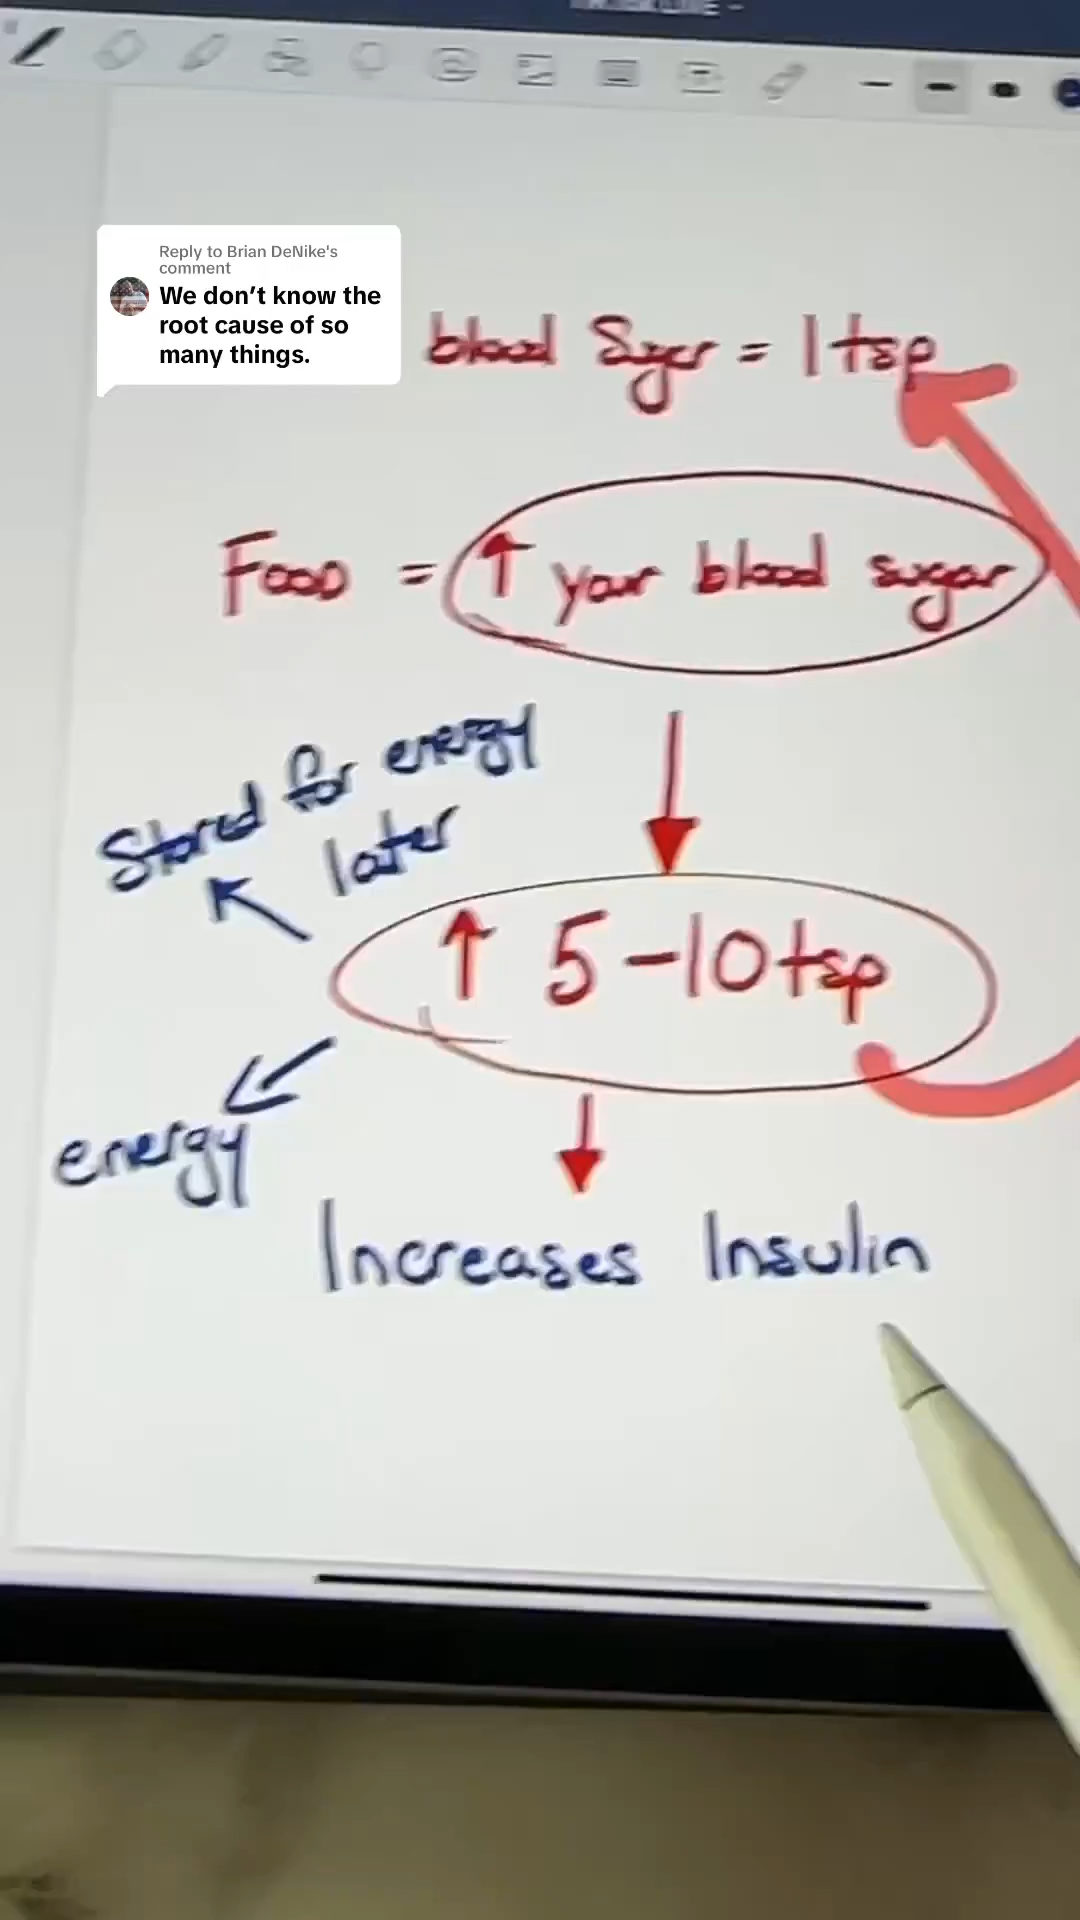 Reply to Brian DeNike's
comment
We don't know the
root cause of so
many things.
blood Sugar = 1 tsp
Food = ↑ your blood sugar
Stored for energy
later
↑ 5-10 tsp
energy
Increases Insulin